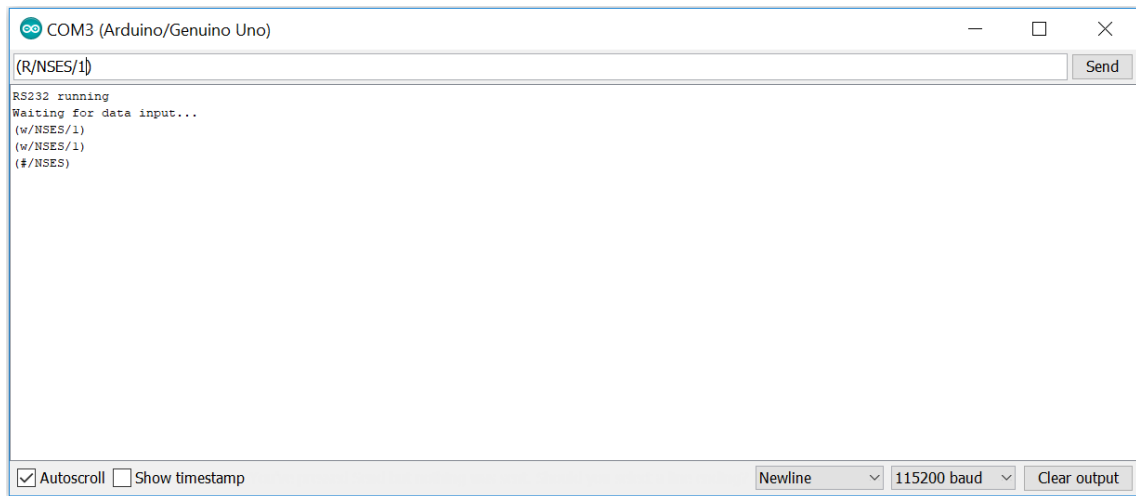 COM3 (Arduino/Genuino Uno)
(R/NSES/1)
Send
RS232 running
Waiting for data input...
(w/NSES/1)
(w/NSES/1)
(#/NSES)
Autoscroll Show timestamp Newline 115200 baud Clear output